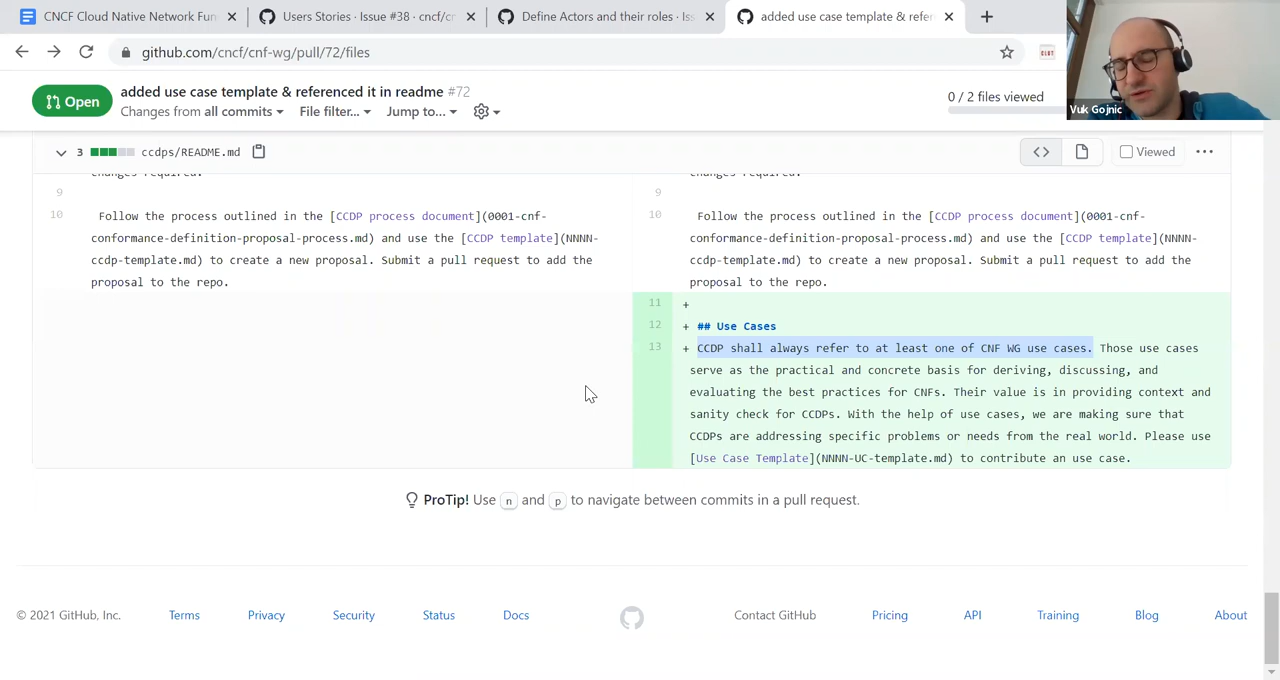 CNCF Cloud Native Network Fun
Users Stories · Issue #38 · cncf/cn
Define Actors and their roles · Iss
added use case template & refer
github.com/cncf/cnf-wg/pull/72/files
CLOT
Vuk Gojnic
Open
added use case template & referenced it in readme #72
Changes from all commits
File filter...
Jump to...
0 / 2 files viewed
3
ccdps/README.md
Viewed
changes required.
changes required.
9
9
10
Follow the process outlined in the [CCDP process document](0001-cnf-
conformance-definition-proposal-process.md) and use the [CCDP template](NNNN-
ccdp-template.md) to create a new proposal. Submit a pull request to add the
proposal to the repo.
10
Follow the process outlined in the [CCDP process document](0001-cnf-
conformance-definition-proposal-process.md) and use the [CCDP template](NNNN-
ccdp-template.md) to create a new proposal. Submit a pull request to add the
proposal to the repo.
11 +
12 + ## Use Cases
13 + CCDP shall always refer to at least one of CNF WG use cases. Those use cases
serve as the practical and concrete basis for deriving, discussing, and
evaluating the best practices for CNFs. Their value is in providing context and
sanity check for CCDPs. With the help of use cases, we are making sure that
CCDPs are addressing specific problems or needs from the real world. Please use
[Use Case Template](NNNN-UC-template.md) to contribute an use case.
ProTip! Use n and p to navigate between commits in a pull request.
© 2021 GitHub, Inc.
Terms
Privacy
Security
Status
Docs
Contact GitHub
Pricing
API
Training
Blog
About